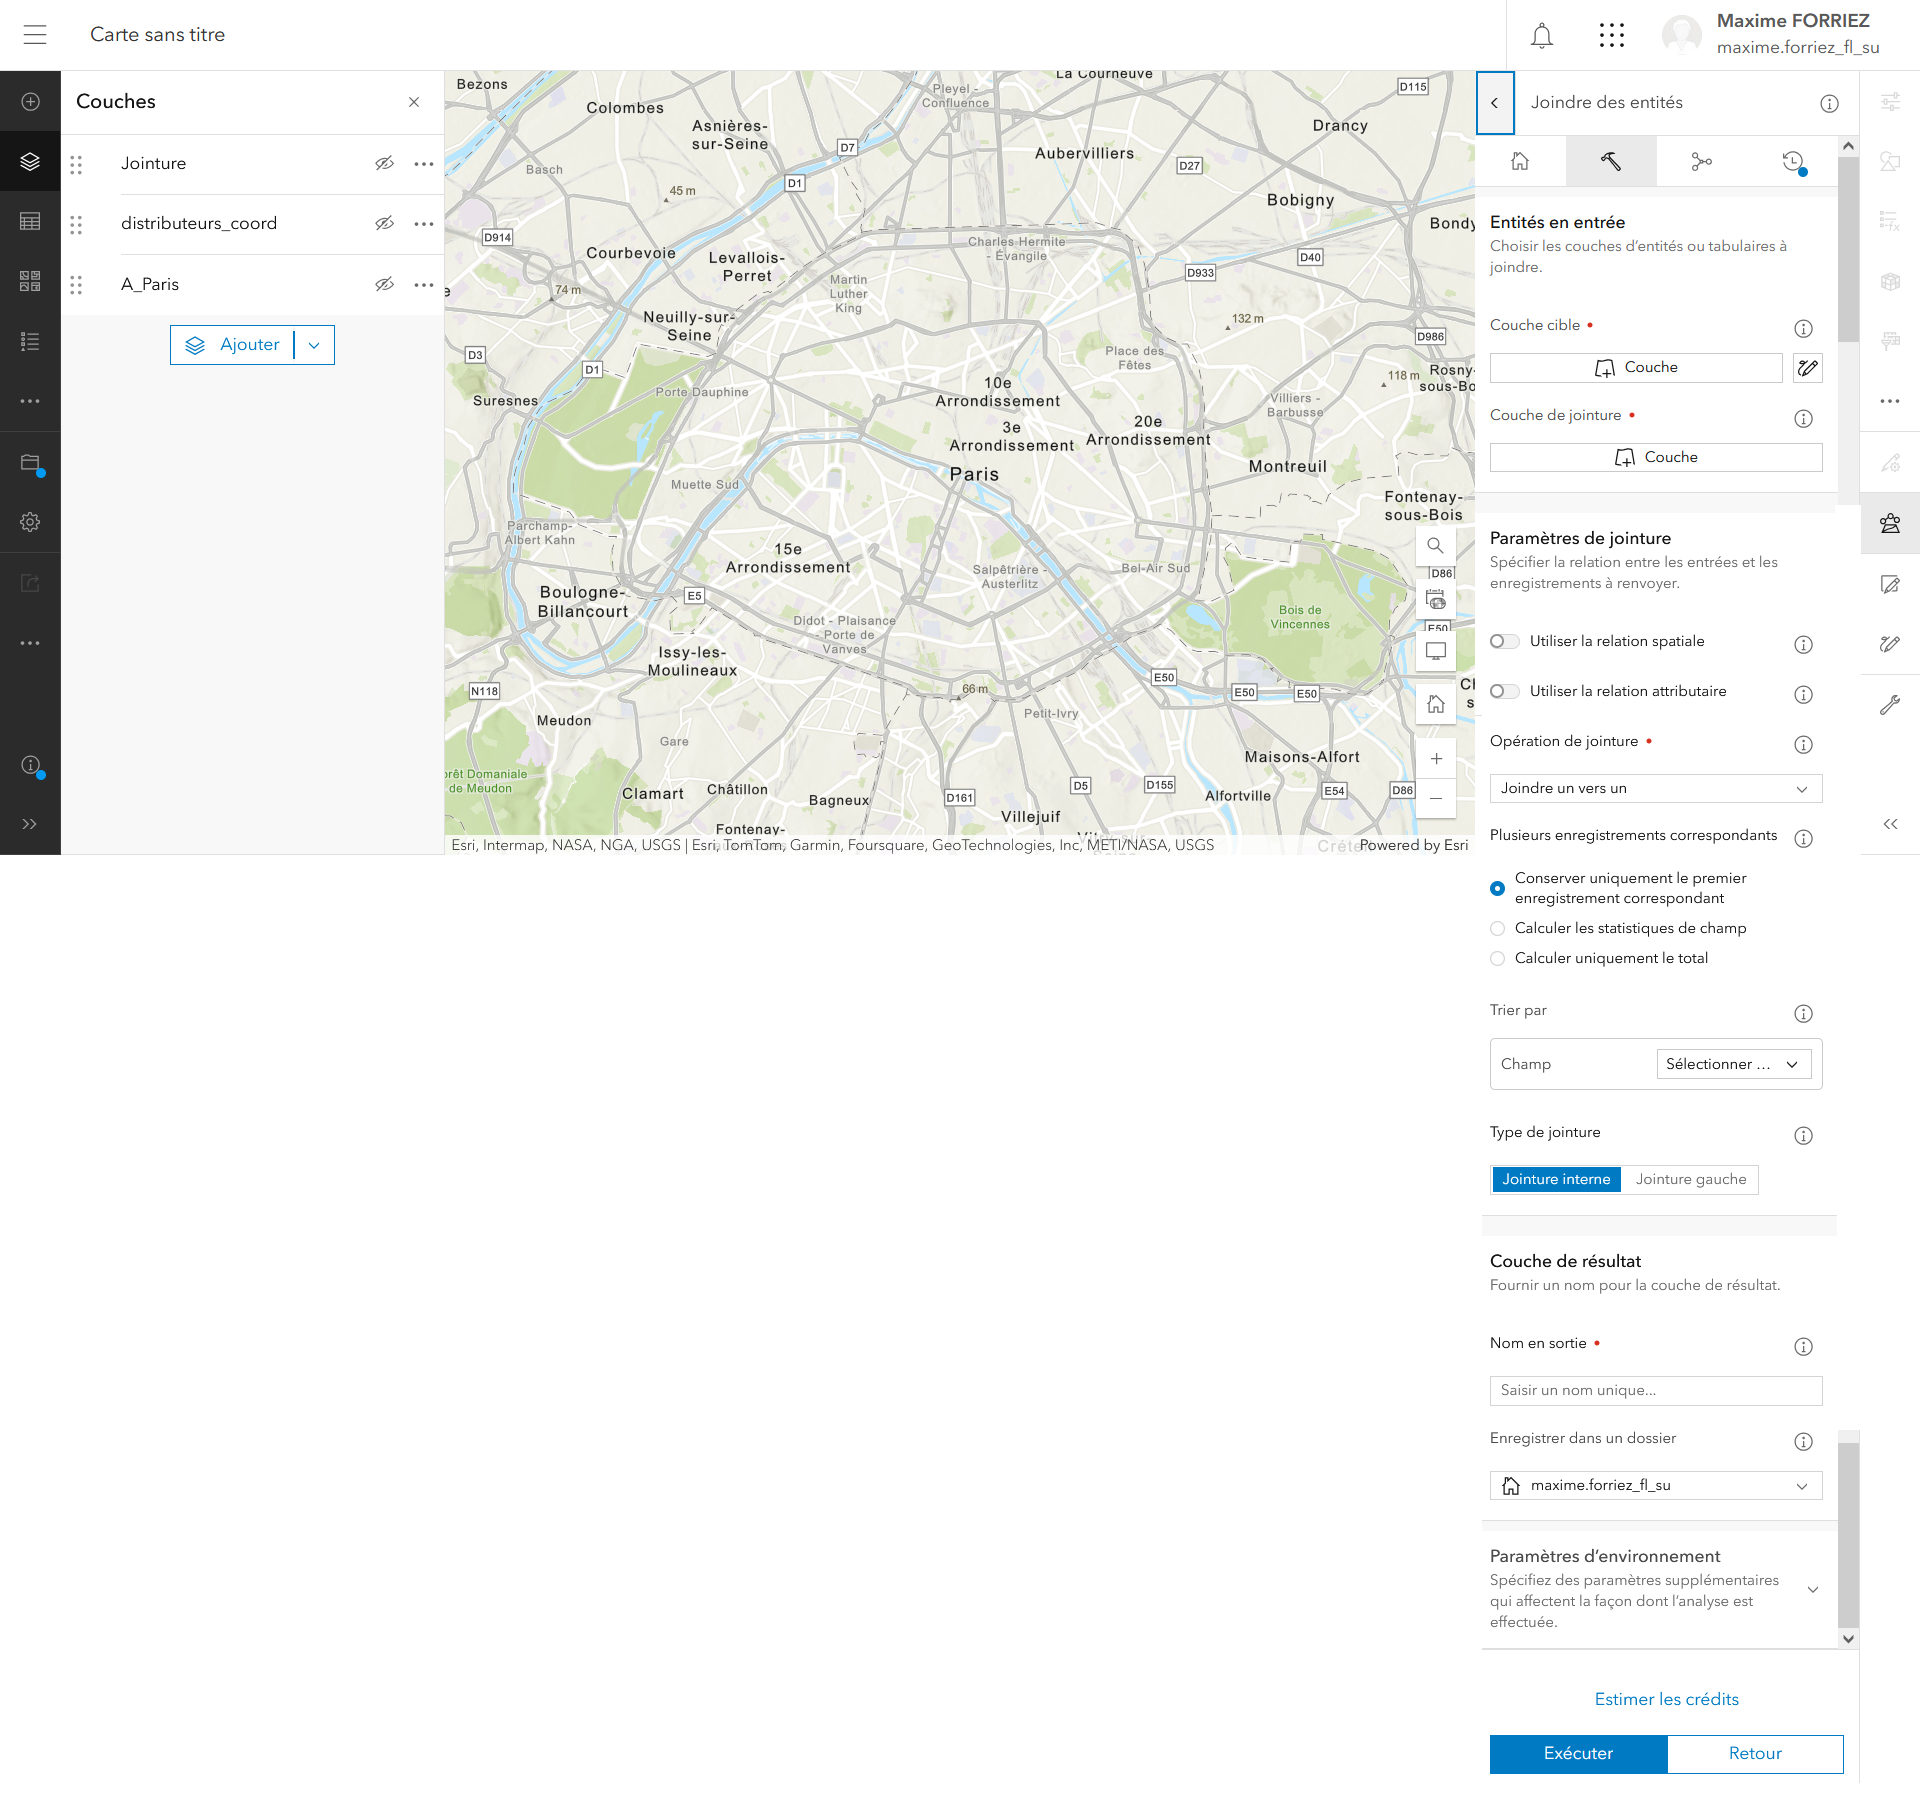 Carte sans titre
Maxime FORRIEZ
maxime.forriez_fl_su
Couches
Jointure
distributeurs_coord
A_Paris
Ajouter
Bezons
Colombes
Asnières-
sur-Seine
Basch
45 m
D7
D1
D914
Courbevoie
Levallois-
Perret
Martin
Luther
King
74 m
Neuilly-sur-
Seine
D3
D1
Suresnes
Porte Dauphine
Muette Sud
Parchamp-
Albert Kahn
Boulogne-
Billancourt
15e
Arrondissement
E5
Didot - Plaisance
- Porte de
Vanves
Issy-les-
Moulineaux
N118
Meudon
Gare
orêt Domaniale
de Meudon
Clamart
Châtillon
Bagneux
Fontenay-
La Courneuve
Pleyel -
Confluence
D115
Drancy
Aubervilliers
D27
Bobigny
Bondy
Charles Hermite
- Évangile
D40
D933
132 m
D986
Place des
Fêtes
118 m
Rosny-
sous-Bo
10e
Arrondissement
3e
Arrondissement
20e
Arrondissement
Villiers -
Barbusse
Paris
Montreuil
Fontenay-
sous-Bois
Salpêtrière -
Austerlitz
Bel-Air Sud
D86
Bois de
Vincennes
E50
E50
E50
E50
66 m
Petit-Ivry
Maisons-Alfort
D5
D155
E54
D86
D161
Alfortville
Villejuif
Esri, Intermap, NASA, NGA, USGS | Esri, TomTom, Garmin, Foursquare, GeoTechnologies, Inc, METI/NASA, USGS
Powered by Esri
Joindre des entités
Entités en entrée
Choisir les couches d’entités ou tabulaires à
joindre.
Couche cible •
Couche
Couche de jointure •
Couche
Paramètres de jointure
Spécifier la relation entre les entrées et les
enregistrements à renvoyer.
Utiliser la relation spatiale
Utiliser la relation attributaire
Opération de jointure •
Joindre un vers un
Plusieurs enregistrements correspondants
Conserver uniquement le premier
enregistrement correspondant
Calculer les statistiques de champ
Calculer uniquement le total
Trier par
Champ
Sélectionner ...
Type de jointure
Jointure interne
Jointure gauche
Couche de résultat
Fournir un nom pour la couche de résultat.
Nom en sortie •
Saisir un nom unique...
Enregistrer dans un dossier
maxime.forriez_fl_su
Paramètres d’environnement
Spécifiez des paramètres supplémentaires
qui affectent la façon dont l’analyse est
effectuée.
Estimer les crédits
Exécuter
Retour